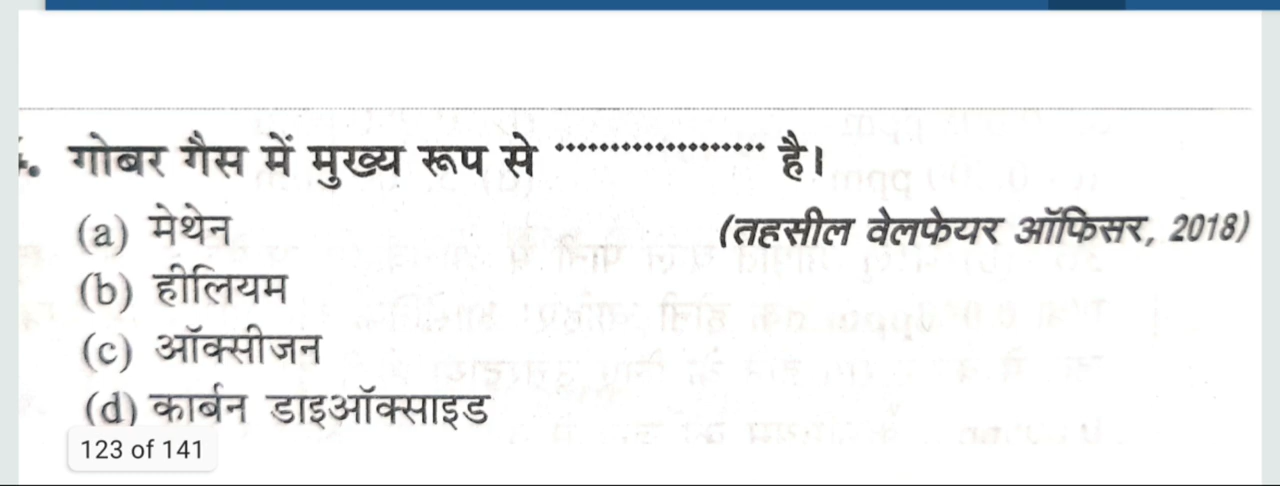 . गोबर गैस में मुख्य रूप से ................... है।
(a) मेथेन (तहसील वेलफेयर ऑफिसर, 2018)
(b) हीलियम
(c) ऑक्सीजन
(d) कार्बन डाइऑक्साइड
123 of 141